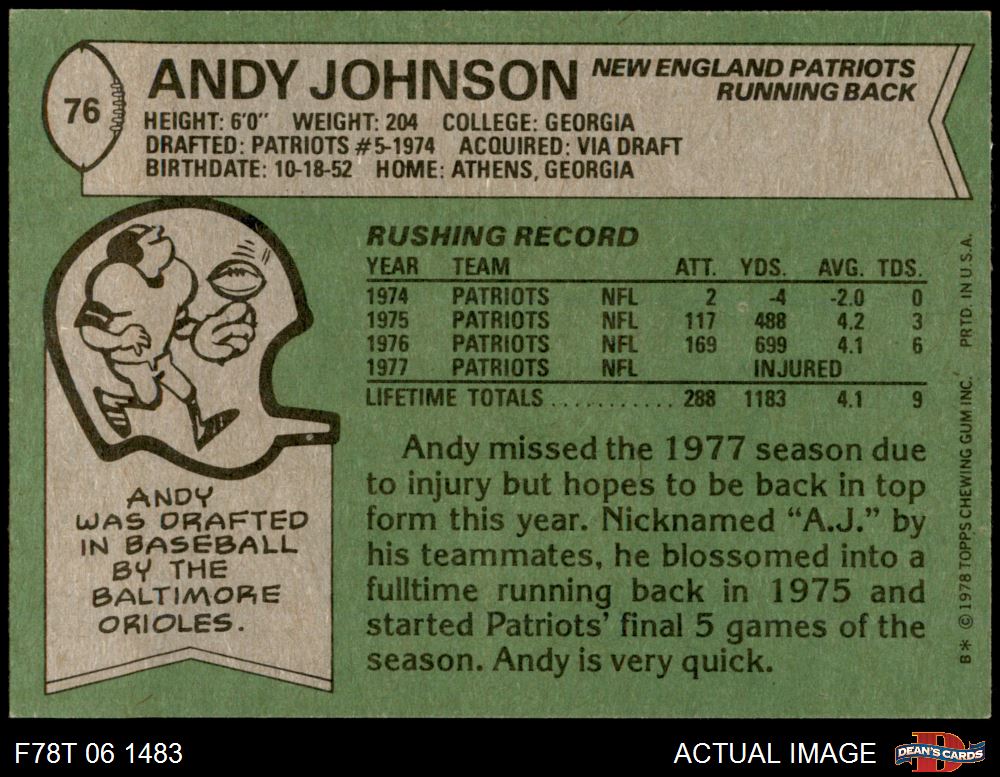 76
ANDY JOHNSON
NEW ENGLAND PATRIOTS
RUNNING BACK
HEIGHT: 6'0" WEIGHT: 204 COLLEGE: GEORGIA
DRAFTED: PATRIOTS #5-1974 ACQUIRED: VIA DRAFT
BIRTHDATE: 10-18-52 HOME: ATHENS, GEORGIA
RUSHING RECORD
YEAR TEAM ATT. YDS. AVG. TDS.
1974 PATRIOTS NFL 2 -4 -2.0 0
1975 PATRIOTS NFL 117 488 4.2 3
1976 PATRIOTS NFL 169 699 4.1 6
1977 PATRIOTS NFL INJURED
LIFETIME TOTALS ............ 288 1183 4.1 9
Andy missed the 1977 season due
to injury but hopes to be back in top
form this year. Nicknamed “A.J.” by
his teammates, he blossomed into a
fulltime running back in 1975 and
started Patriots’ final 5 games of the
season. Andy is very quick.
ANDY
WAS DRAFTED
IN BASEBALL
BY THE
BALTIMORE
ORIOLES.
B* ©1978 TOPPS CHEWING GUM INC. PRTD. IN U.S.A.
F78T 06 1483
ACTUAL IMAGE
D
DEAN'S CARDS